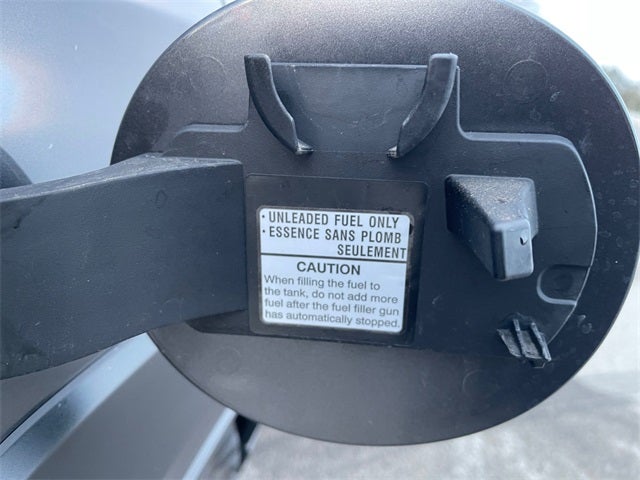 • UNLEADED FUEL ONLY
• ESSENCE SANS PLOMB
SEULEMENT
CAUTION
When filling the fuel to
the tank, do not add more
fuel after the fuel filler gun
has automatically stopped.